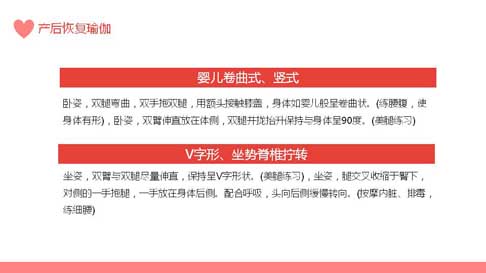 产后恢复瑜伽
婴儿卷曲式、竖式
卧姿，双腿弯曲，双手抱双腿，用额头接触膝盖，身体如婴儿般呈卷曲状。(练腰腹，使
身体有形)，卧姿，双臂伸直放在体侧，双腿并拢抬升保持与身体呈90度。(美腿练习)
V字形、坐势脊椎拧转
坐姿，双臂与双腿尽量伸直，保持呈V字形状。(美腿练习)，坐姿，腿交叉收缩于臀下，
对侧的一手抱腿，一手放在身体后侧。配合呼吸，头向后侧缓慢转向。(按摩内脏、排毒，
练细腰)